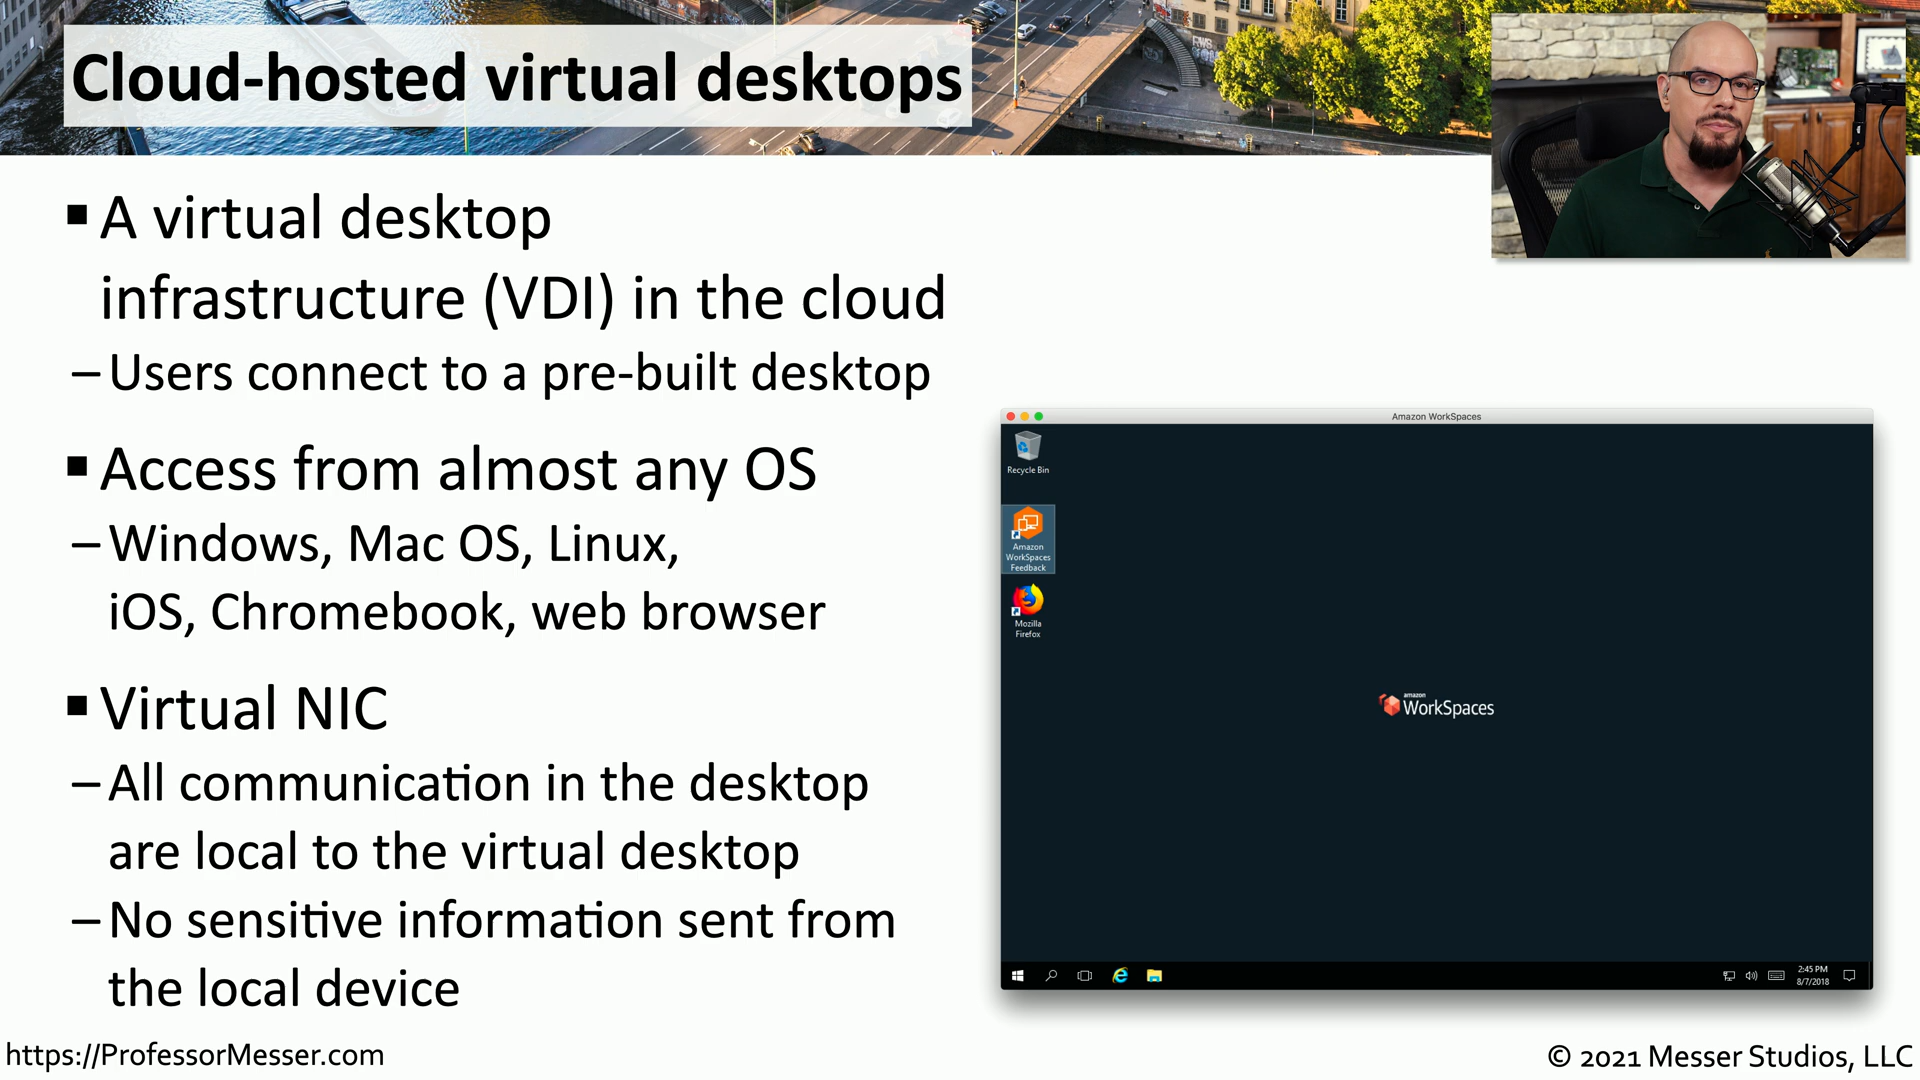 Cloud-hosted virtual desktops
▪ A virtual desktop
infrastructure (VDI) in the cloud
– Users connect to a pre-built desktop
▪ Access from almost any OS
– Windows, Mac OS, Linux,
iOS, Chromebook, web browser
▪ Virtual NIC
– All communication in the desktop
are local to the virtual desktop
– No sensitive information sent from
the local device
Amazon WorkSpaces
Recycle Bin
Amazon
WorkSpaces
Feedback
Mozilla
Firefox
amazon
WorkSpaces
2:45 PM
8/7/2018
https://ProfessorMesser.com
© 2021 Messer Studios, LLC